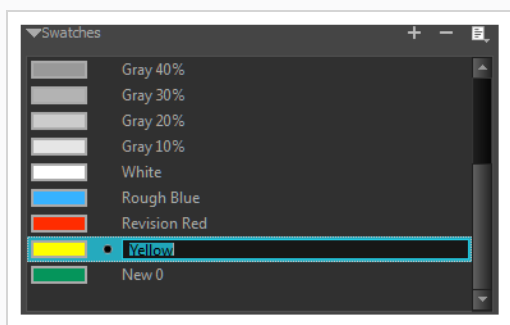 Swatches
Gray 40%
Gray 30%
Gray 20%
Gray 10%
White
Rough Blue
Revision Red
Yellow
New 0